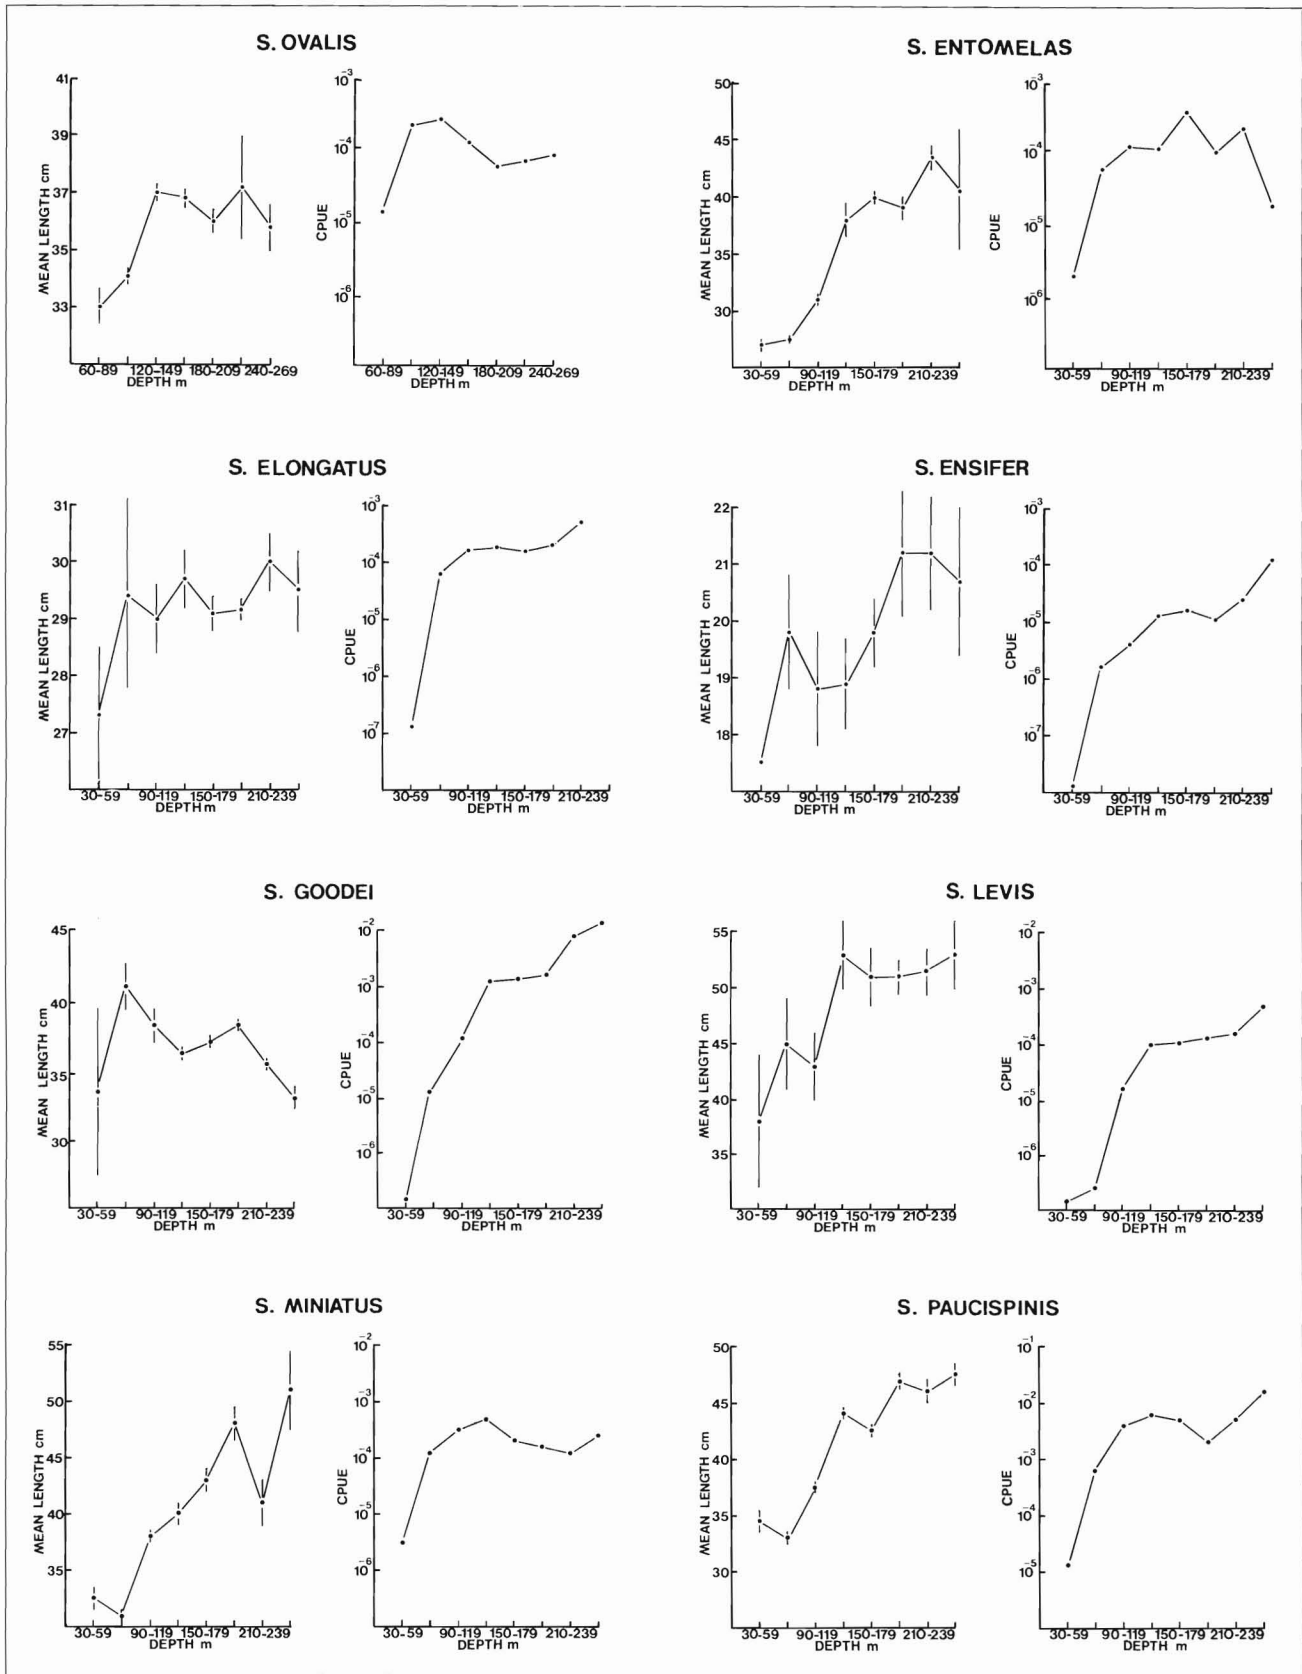 S. OVALIS
41
39
37
35
33
MEAN LENGTH cm
60-89 120-149 180-209 240-269
DEPTH m
10⁻³
10⁻⁴
10⁻⁵
10⁻⁶
CPUE
60-89 120-149 180-209 240-269
DEPTH m
S. ENTOMELAS
50
45
40
35
30
MEAN LENGTH cm
30-59 90-119 150-179 210-239
DEPTH m
10⁻³
10⁻⁴
10⁻⁵
10⁻⁶
CPUE
30-59 90-119 150-179 210-239
DEPTH m
S. ELONGATUS
31
30
29
28
27
MEAN LENGTH cm
30-59 90-119 150-179 210-239
DEPTH m
10⁻³
10⁻⁴
10⁻⁵
10⁻⁶
10⁻⁷
CPUE
30-59 90-119 150-179 210-239
DEPTH m
S. ENSIFER
22
21
20
19
18
MEAN LENGTH cm
30-59 90-119 150-179 210-239
DEPTH m
10⁻³
10⁻⁴
10⁻⁵
10⁻⁶
10⁻⁷
CPUE
30-59 90-119 150-179 210-239
DEPTH m
S. GOODEI
45
40
35
30
MEAN LENGTH cm
30-59 90-119 150-179 210-239
DEPTH m
10⁻²
10⁻³
10⁻⁴
10⁻⁵
10⁻⁶
CPUE
30-59 90-119 150-179 210-239
DEPTH m
S. LEVIS
55
50
45
40
35
MEAN LENGTH cm
30-59 90-119 150-179 210-239
DEPTH m
10⁻²
10⁻³
10⁻⁴
10⁻⁵
10⁻⁶
CPUE
30-59 90-119 150-179 210-239
DEPTH m
S. MINIATUS
55
50
45
40
35
MEAN LENGTH cm
30-59 90-119 150-179 210-239
DEPTH m
10⁻²
10⁻³
10⁻⁴
10⁻⁵
10⁻⁶
CPUE
30-59 90-119 150-179 210-239
DEPTH m
S. PAUCISPINIS
50
45
40
35
30
MEAN LENGTH cm
30-59 90-119 150-179 210-239
DEPTH m
10⁻¹
10⁻²
10⁻³
10⁻⁴
10⁻⁵
CPUE
30-59 90-119 150-179 210-239
DEPTH m